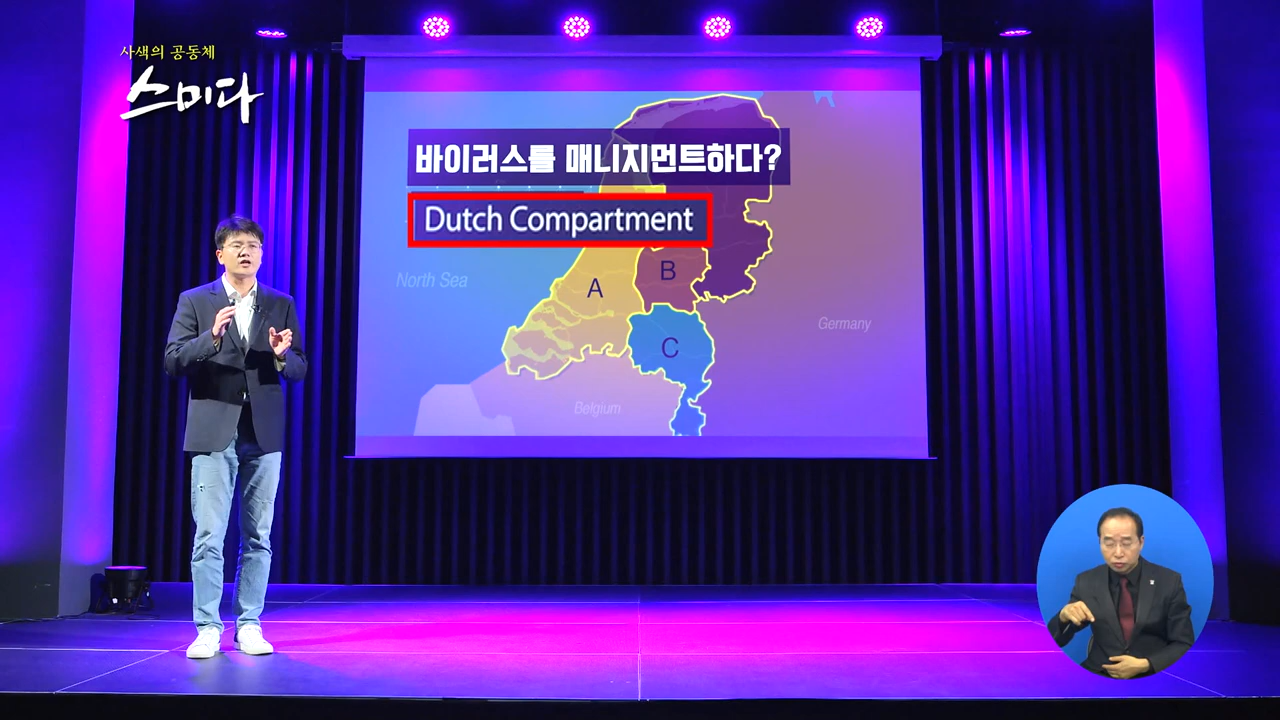 사색의 공동체
스미다
바이러스를 매니지먼트하다?
Dutch Compartment
North Sea
A
B
C
Germany
Belgium